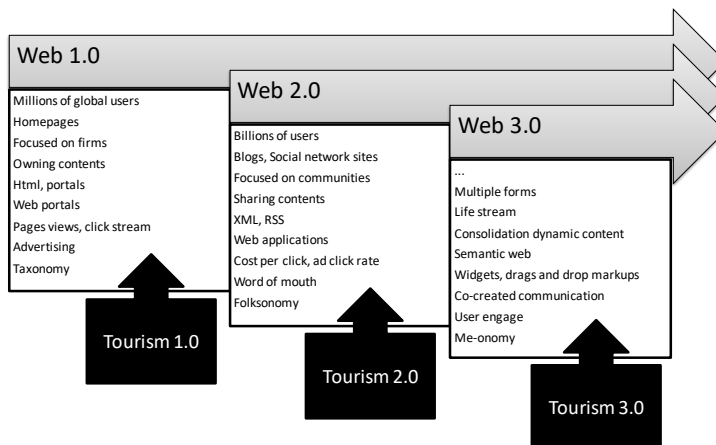 Web 1.0
Millions of global users
Homepages
Focused on firms
Owning contents
Html, portals
Web portals
Pages views, click stream
Advertising
Taxonomy
Tourism 1.0
Web 2.0
Billions of users
Blogs, Social network sites
Focused on communities
Sharing contents
XML, RSS
Web applications
Cost per click, ad click rate
Word of mouth
Folksonomy
Tourism 2.0
Web 3.0
...
Multiple forms
Life stream
Consolidation dynamic content
Semantic web
Widgets, drags and drop markups
Co-created communication
User engage
Me-onomy
Tourism 3.0